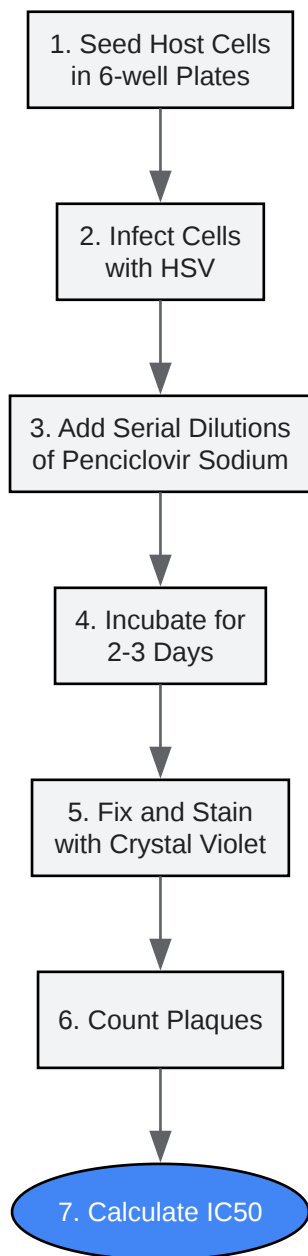 1. Seed Host Cells
in 6-well Plates
2. Infect Cells
with HSV
3. Add Serial Dilutions
of Penciclovir Sodium
4. Incubate for
2-3 Days
5. Fix and Stain
with Crystal Violet
6. Count Plaques
7. Calculate IC50